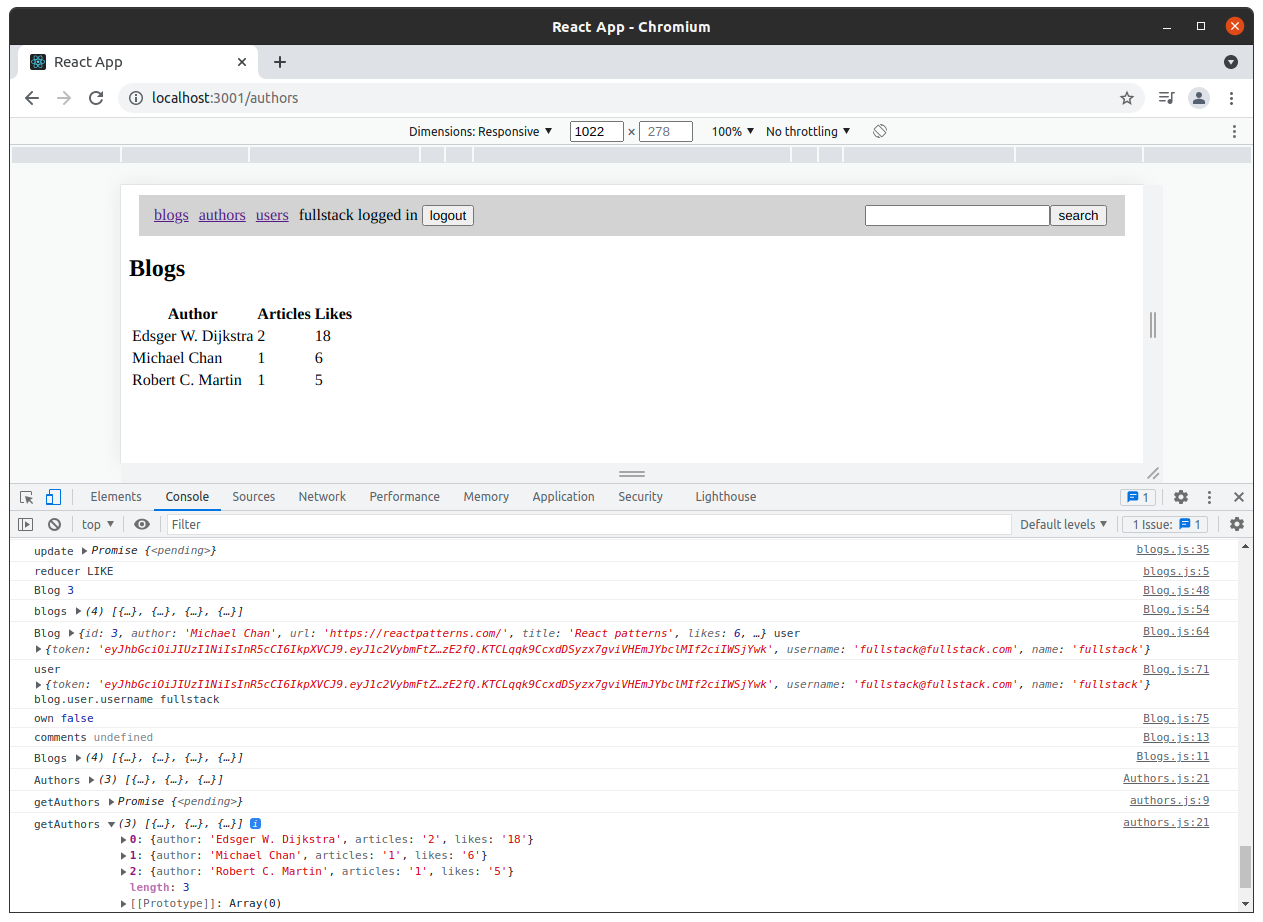 React App - Chromium
React App
localhost:3001/authors
Dimensions: Responsive ▼ 1022 × 278 100% ▼ No throttling ▼
blogs authors users fullstack logged in logout search
Blogs
Author Articles Likes
Edsger W. Dijkstra 2 18
Michael Chan 1 6
Robert C. Martin 1 5
Elements Console Sources Network Performance Memory Application Security Lighthouse 1
top ▼ Filter Default levels ▼ 1 Issue: 1
update ▶Promise {<pending>} blogs.js:35
reducer LIKE blogs.js:5
Blog 3 Blog.js:48
blogs ▶(4) [{…}, {…}, {…}, {…}] Blog.js:54
Blog ▶{id: 3, author: 'Michael Chan', url: 'https://reactpatterns.com/', title: 'React patterns', likes: 6, …} user Blog.js:64
▶{token: 'eyJhbGciOiJIUzI1NiIsInR5cCI6IkpXVCJ9.eyJ1c2VybmFtZ…zE2fQ.KTCLqqk9CcxdDSyzx7gviVHEmJYbclMIf2ciIWSjYwk', username: 'fullstack@fullstack.com', name: 'fullstack'}
user Blog.js:71
▶{token: 'eyJhbGciOiJIUzI1NiIsInR5cCI6IkpXVCJ9.eyJ1c2VybmFtZ…zE2fQ.KTCLqqk9CcxdDSyzx7gviVHEmJYbclMIf2ciIWSjYwk', username: 'fullstack@fullstack.com', name: 'fullstack'}
blog.user.username fullstack
own false Blog.js:75
comments undefined Blog.js:13
Blogs ▶(4) [{…}, {…}, {…}, {…}] Blogs.js:11
Authors ▶(3) [{…}, {…}, {…}] Authors.js:21
getAuthors ▶Promise {<pending>} authors.js:9
getAuthors ▼(3) [{…}, {…}, {…}] i authors.js:21
▶0: {author: 'Edsger W. Dijkstra', articles: '2', likes: '18'}
▶1: {author: 'Michael Chan', articles: '1', likes: '6'}
▶2: {author: 'Robert C. Martin', articles: '1', likes: '5'}
length: 3
▶[[Prototype]]: Array(0)